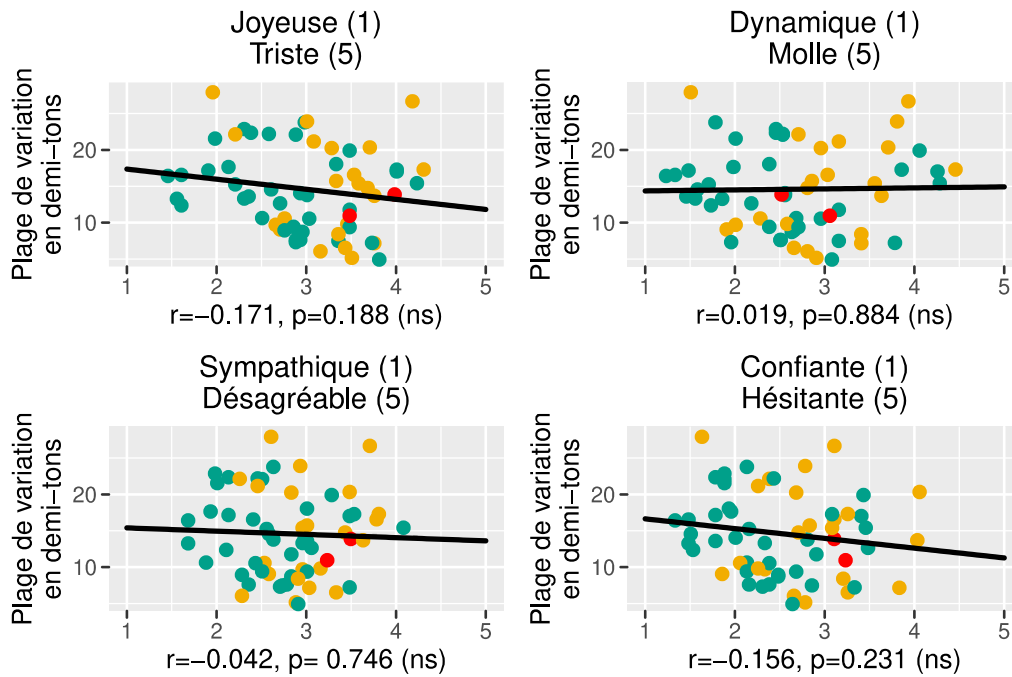 Joyeuse (1)
Triste (5)
Plage de variation
en demi−tons
20
10
1 2 3 4 5
r=−0.171, p=0.188 (ns)
Dynamique (1)
Molle (5)
Plage de variation
en demi−tons
20
10
1 2 3 4 5
r=0.019, p=0.884 (ns)
Sympathique (1)
Désagréable (5)
Plage de variation
en demi−tons
20
10
1 2 3 4 5
r=−0.042, p= 0.746 (ns)
Confiante (1)
Hésitante (5)
Plage de variation
en demi−tons
20
10
1 2 3 4 5
r=−0.156, p=0.231 (ns)